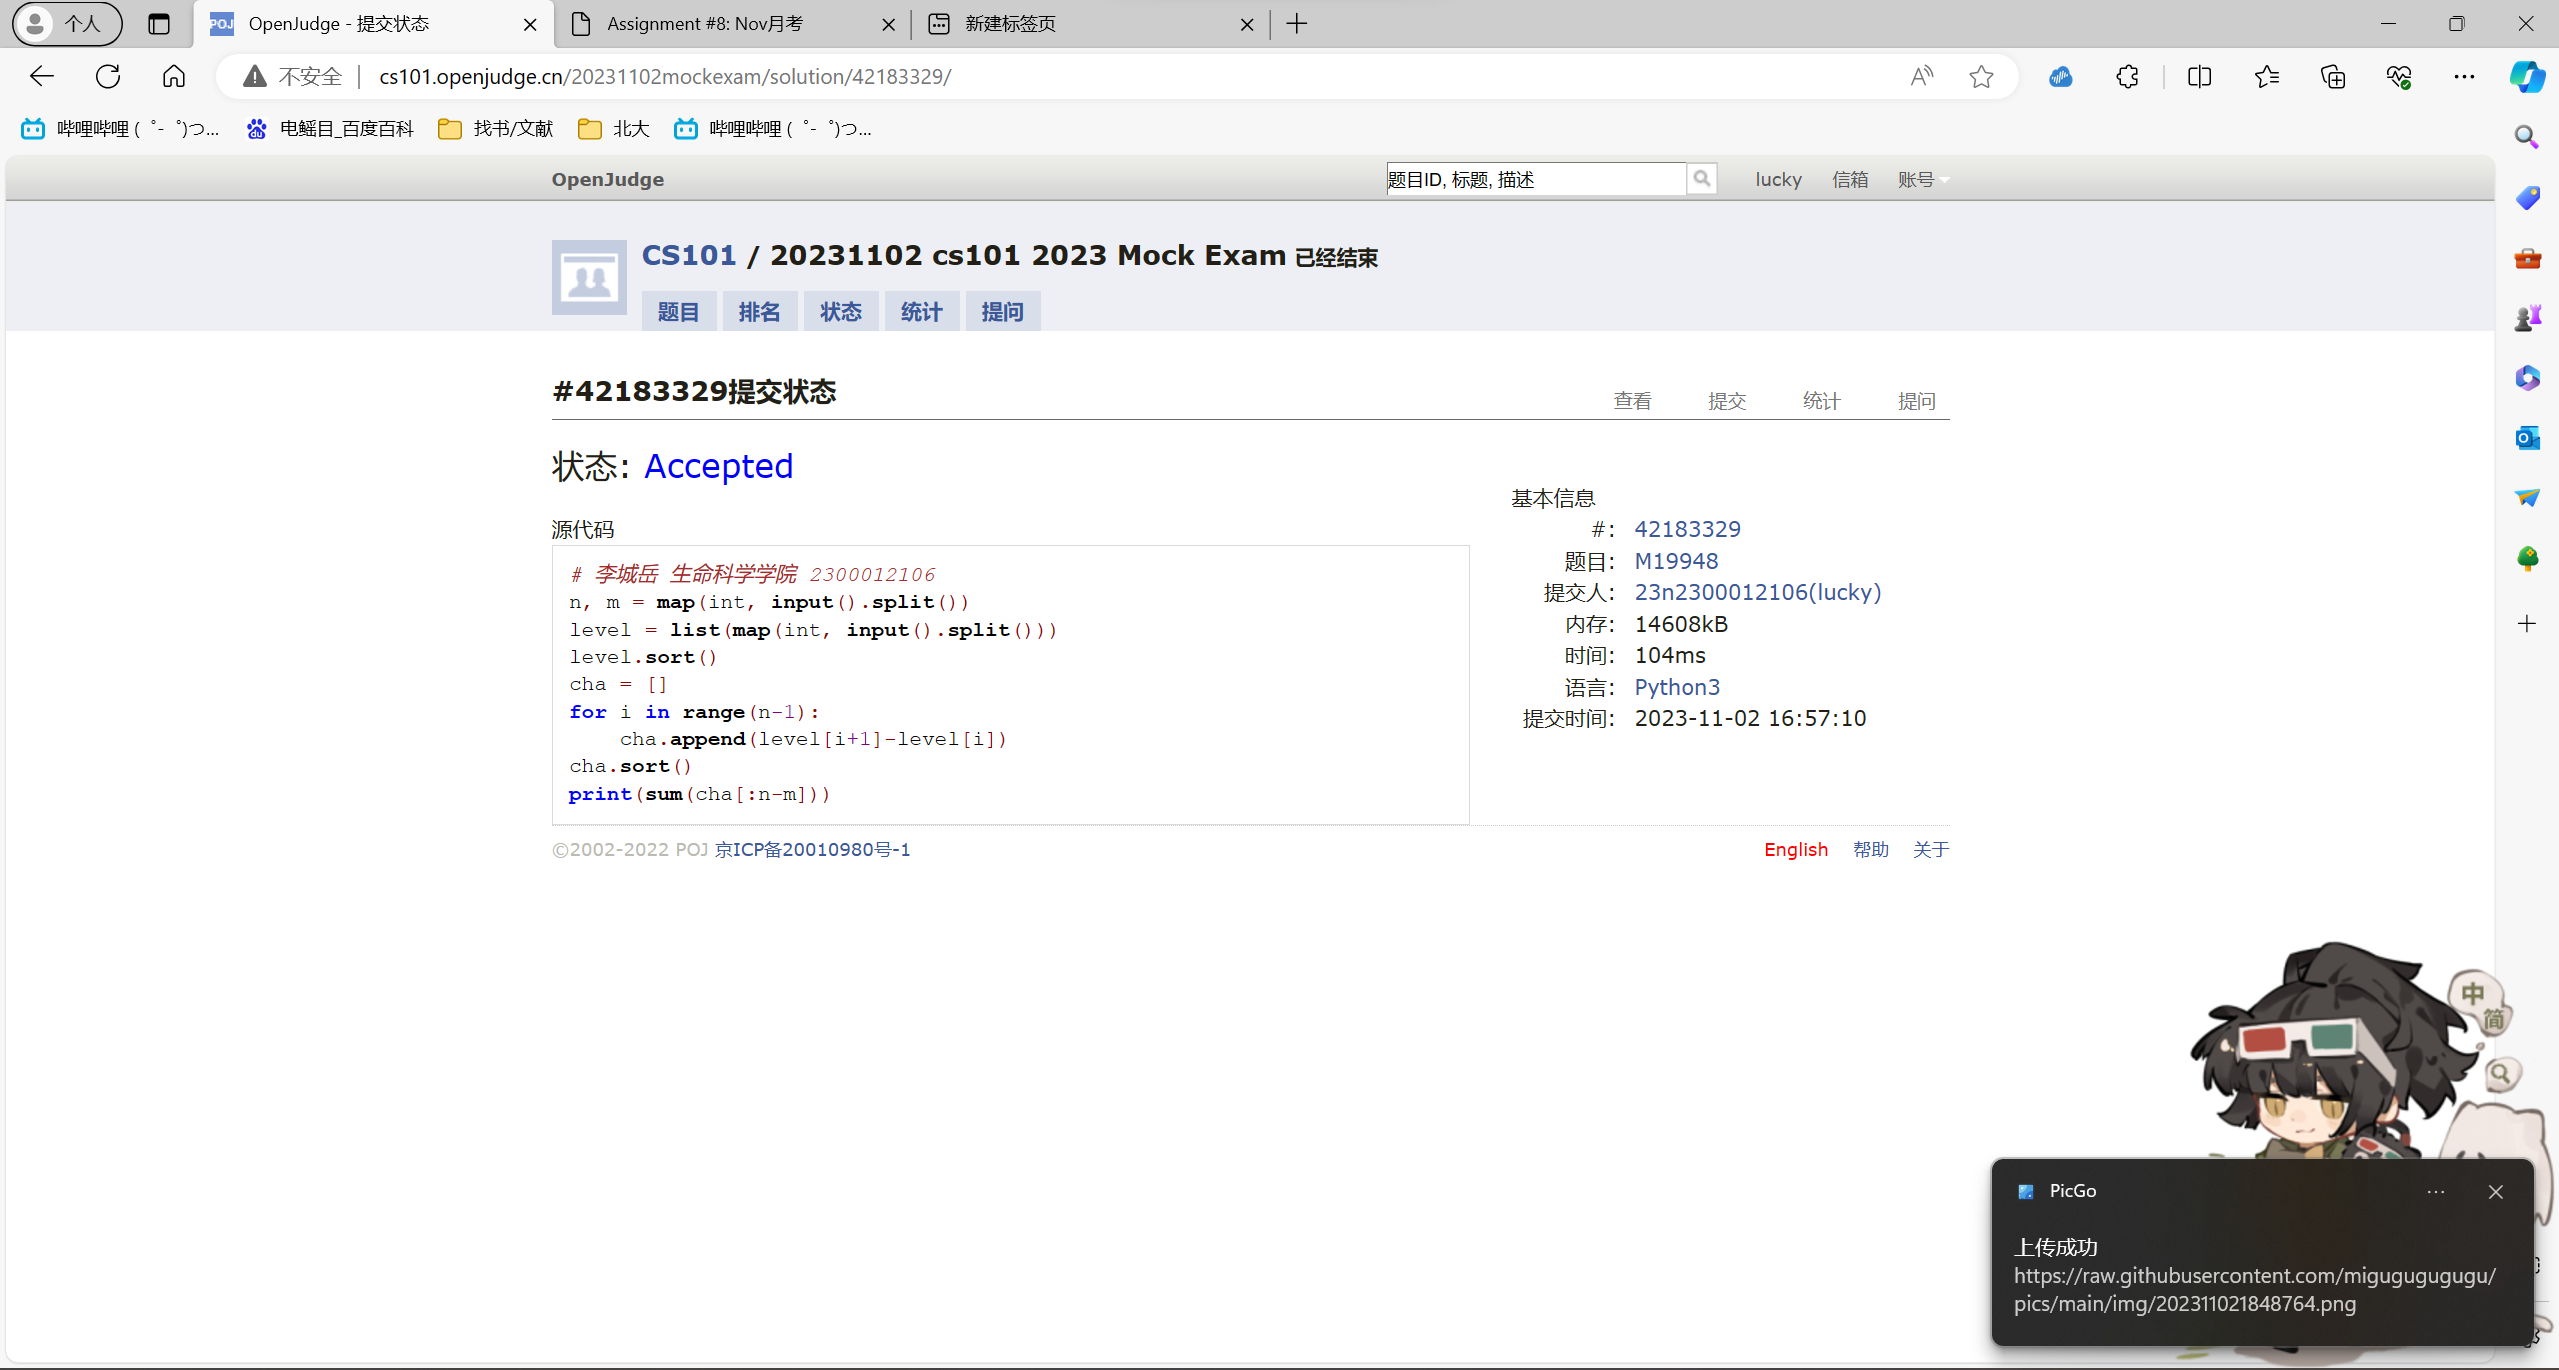 个人
OpenJudge - 提交状态
Assignment #8: Nov月考
新建标签页
不安全
cs101.openjudge.cn/20231102mockexam/solution/42183329/
哔哩哔哩 (゜-゜)つ...
电鳐目_百度百科
找书/文献
北大
哔哩哔哩 (゜-゜)つ...
OpenJudge
题目ID, 标题, 描述
lucky
信箱
账号
CS101 / 20231102 cs101 2023 Mock Exam 已经结束
题目
排名
状态
统计
提问
#42183329提交状态
查看
提交
统计
提问
状态: Accepted
源代码
# 李城岳 生命科学学院 2300012106
n, m = map(int, input().split())
level = list(map(int, input().split()))
level.sort()
cha = []
for i in range(n-1):
    cha.append(level[i+1]-level[i])
cha.sort()
print(sum(cha[:n-m]))
基本信息
#: 42183329
题目: M19948
提交人: 23n2300012106(lucky)
内存: 14608kB
时间: 104ms
语言: Python3
提交时间: 2023-11-02 16:57:10
©2002-2022 POJ 京ICP备20010980号-1
English
帮助
关于
中
简
PicGo
上传成功
https://raw.githubusercontent.com/migugugugugu/
pics/main/img/202311021848764.png